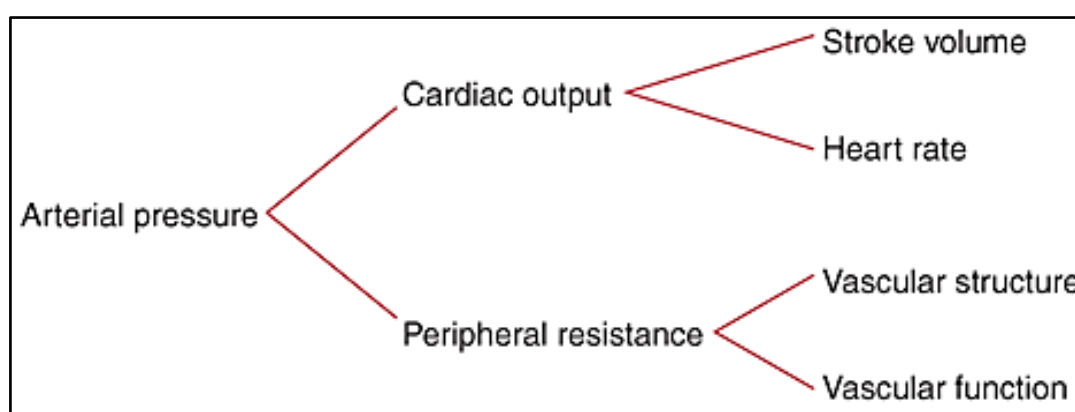 Stroke volume
Cardiac output
Heart rate
Arterial pressure
Vascular structure
Peripheral resistance
Vascular function